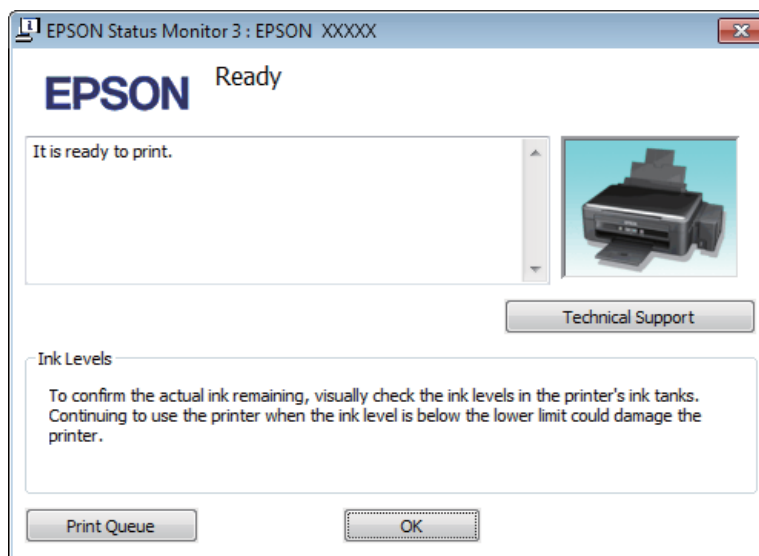 EPSON Status Monitor 3 : EPSON XXXXX
EPSON
Ready
It is ready to print.
Technical Support
Ink Levels
To confirm the actual ink remaining, visually check the ink levels in the printer's ink tanks.
Continuing to use the printer when the ink level is below the lower limit could damage the
printer.
Print Queue
OK